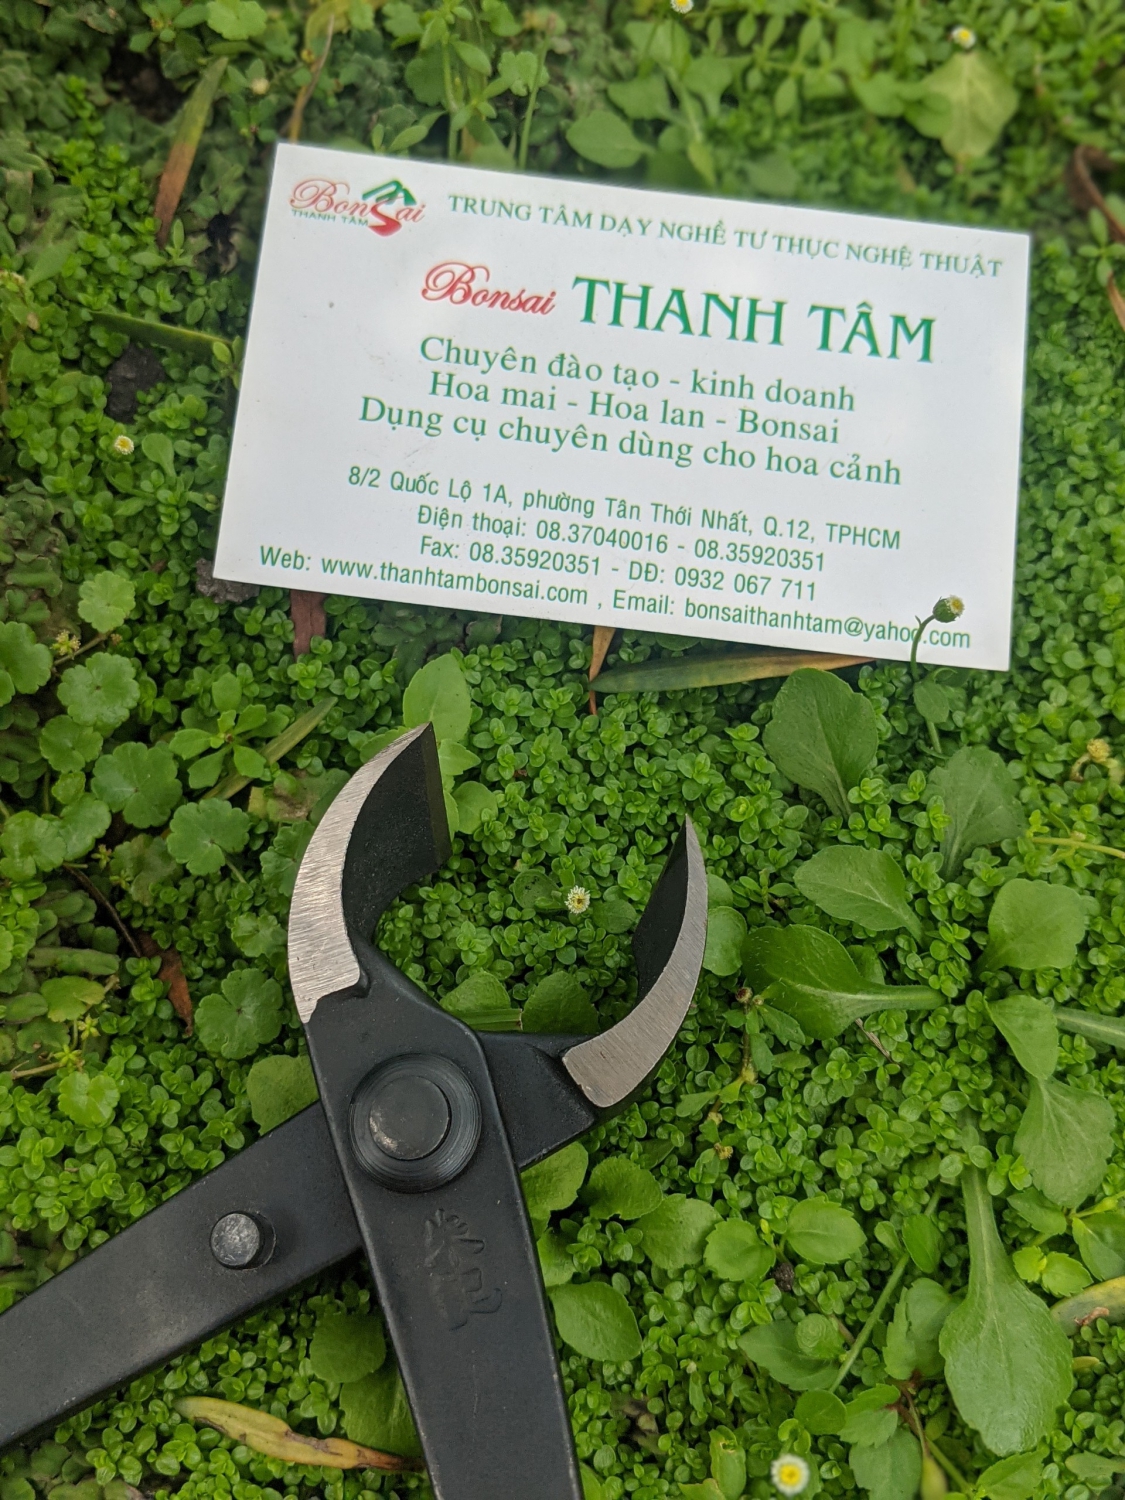 BonSai
THANH TÂM
TRUNG TÂM DẠY NGHỀ TƯ THỤC NGHỆ THUẬT
Bonsai THANH TÂM
Chuyên đào tạo - kinh doanh
Hoa mai - Hoa lan - Bonsai
Dụng cụ chuyên dùng cho hoa cảnh
8/2 Quốc Lộ 1A, phường Tân Thới Nhất, Q.12, TPHCM
Điện thoại: 08.37040016 - 08.35920351
Fax: 08.35920351 - DĐ: 0932 067 711
Web: www.thanhtambonsai.com , Email: bonsaithanhtam@yahoo.com